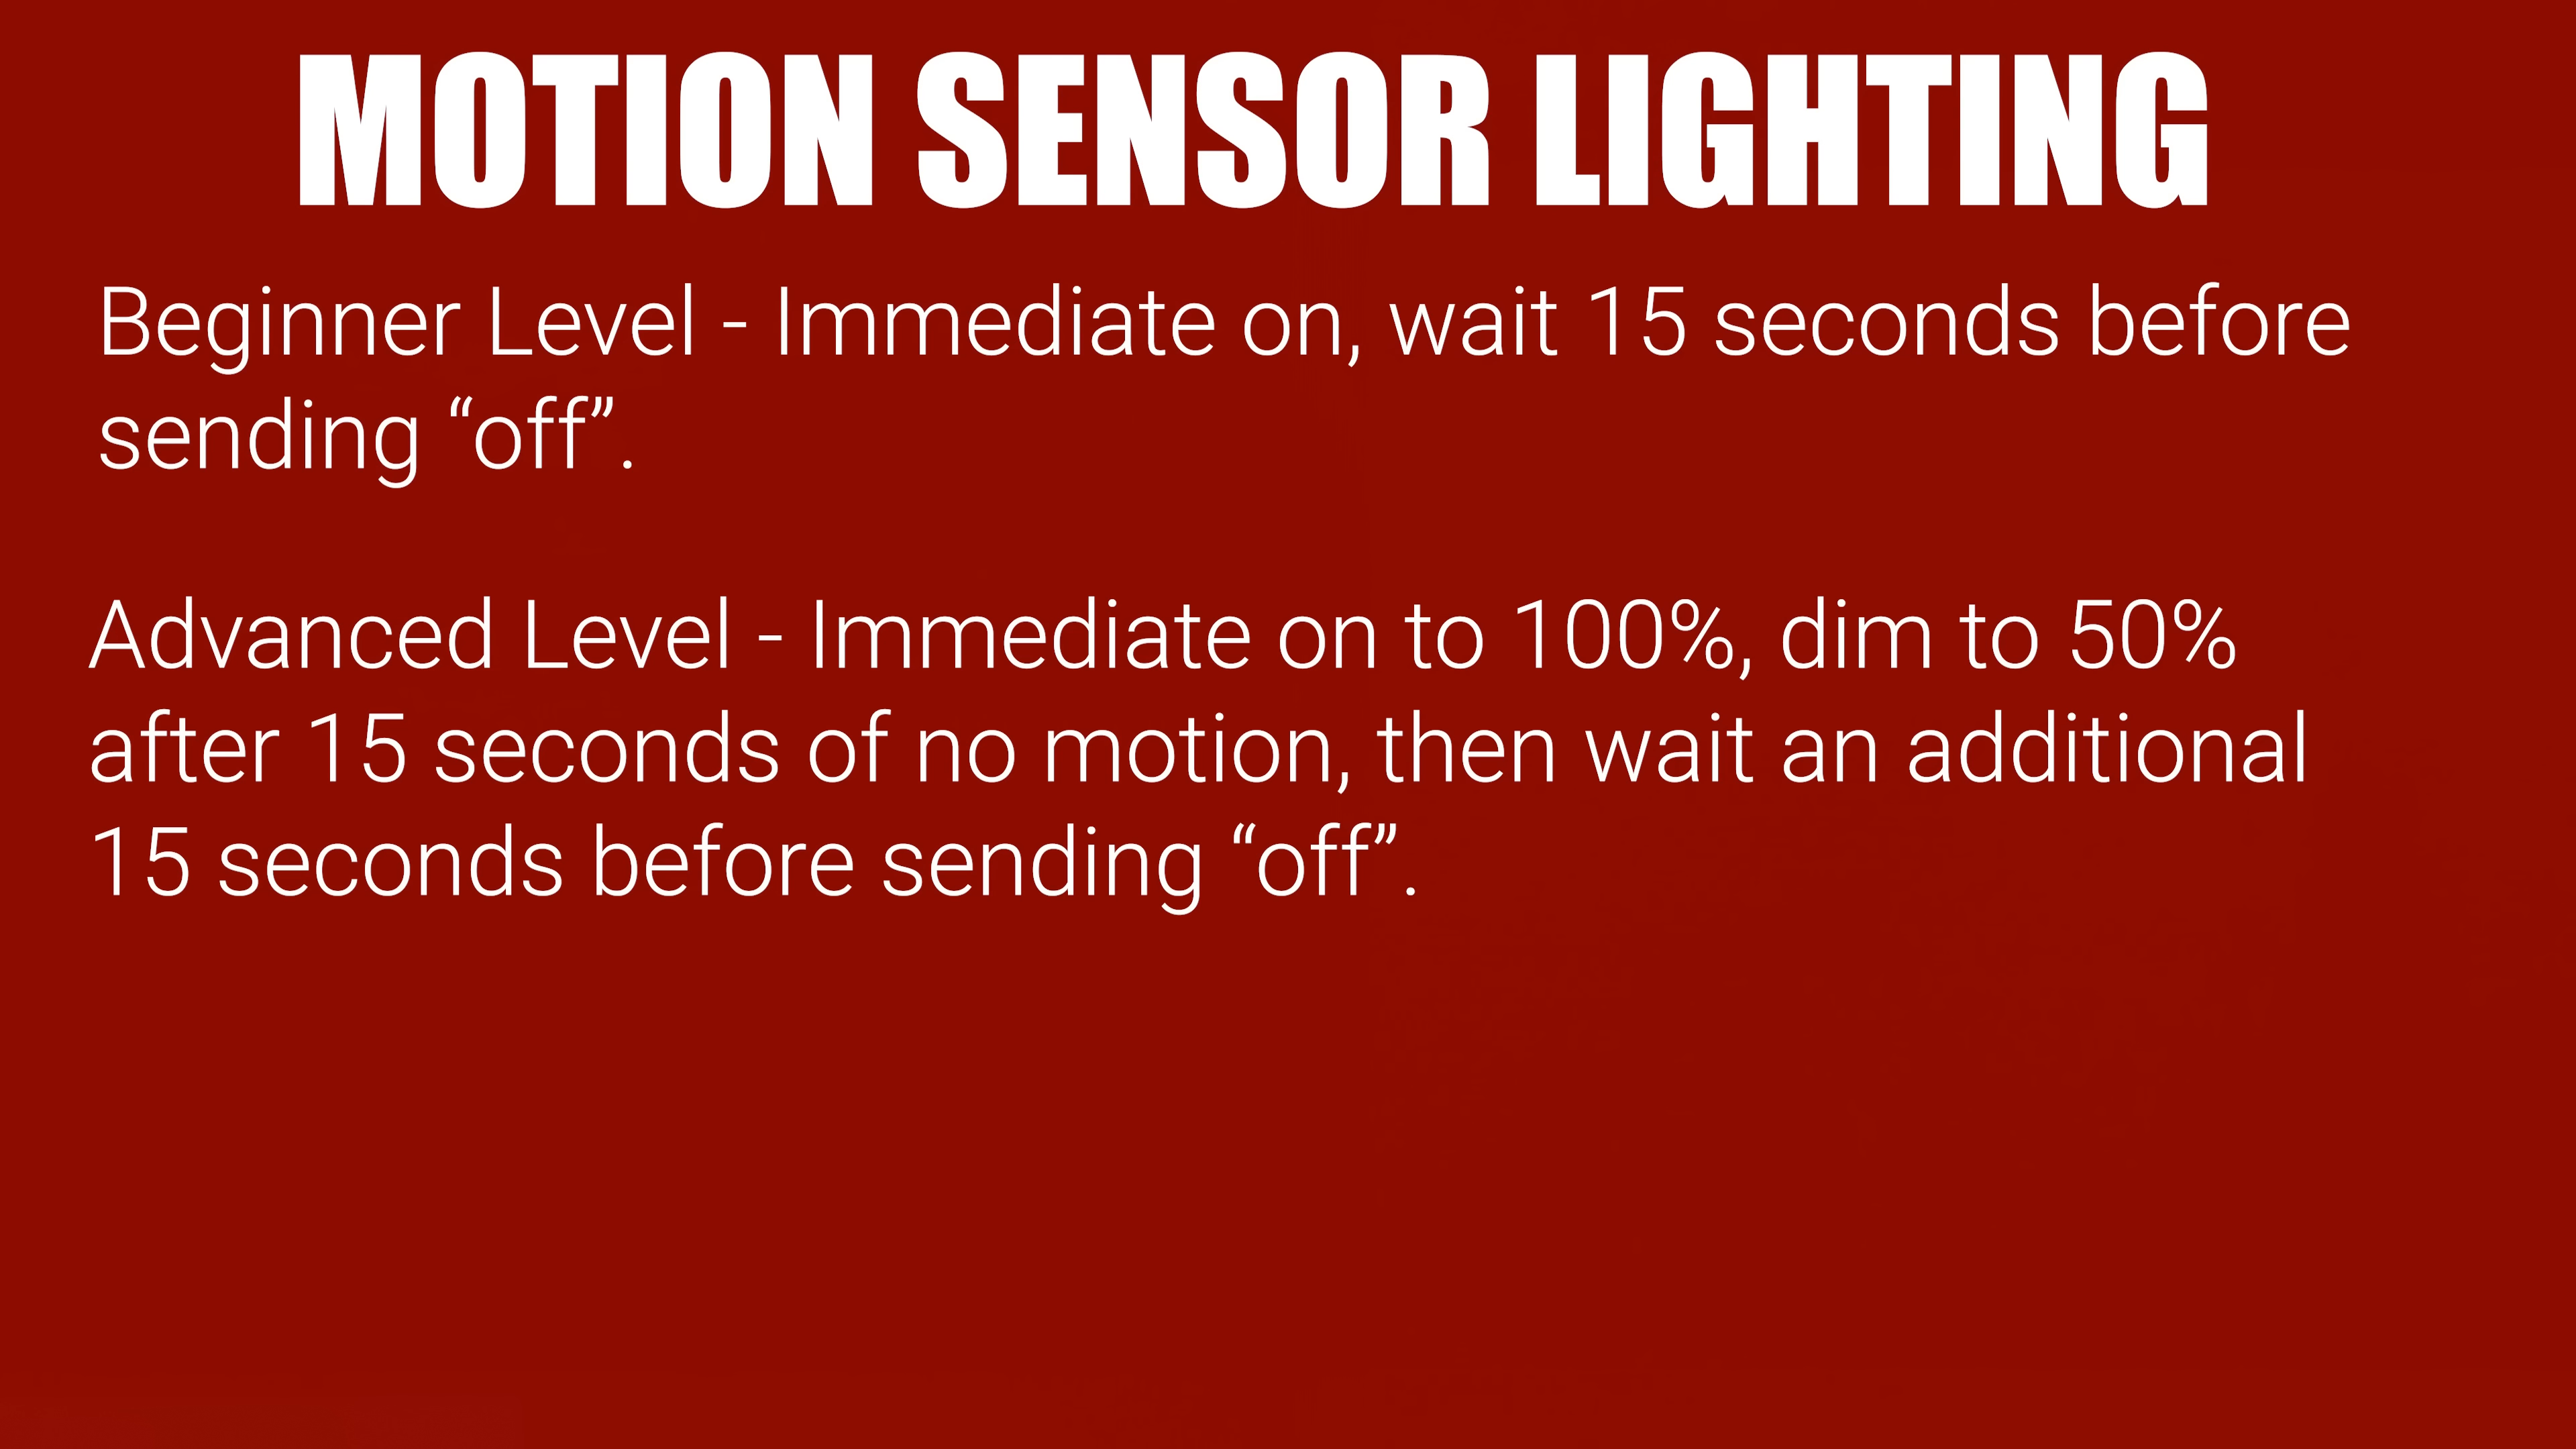 MOTION SENSOR LIGHTING
Beginner Level - Immediate on, wait 15 seconds before
sending “off”.
Advanced Level - Immediate on to 100%, dim to 50%
after 15 seconds of no motion, then wait an additional
15 seconds before sending “off”.